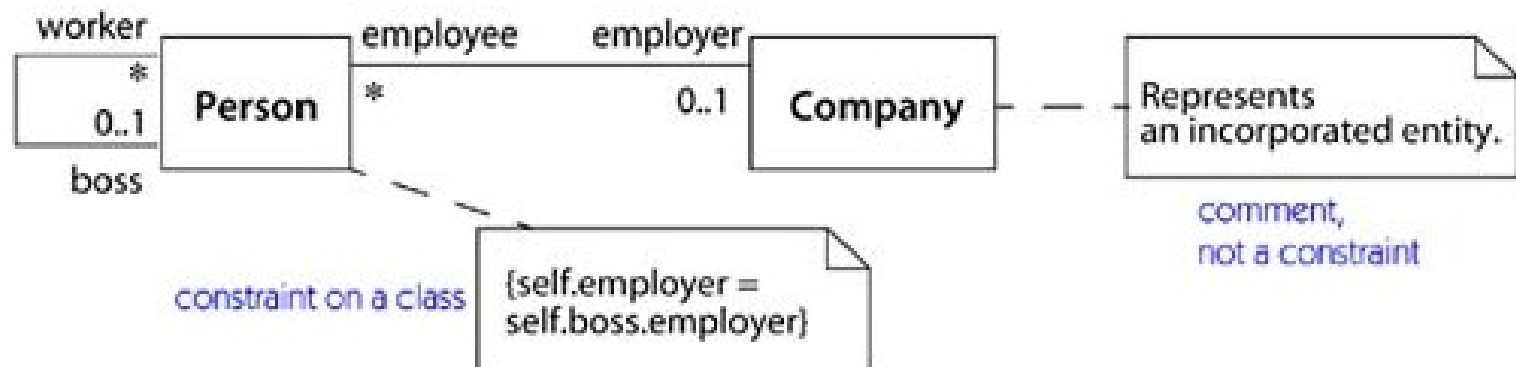 worker
*
0..1
boss
Person
employee
*
employer
0..1
Company
Represents
an incorporated entity.
comment,
not a constraint
constraint on a class
{self.employer =
self.boss.employer}